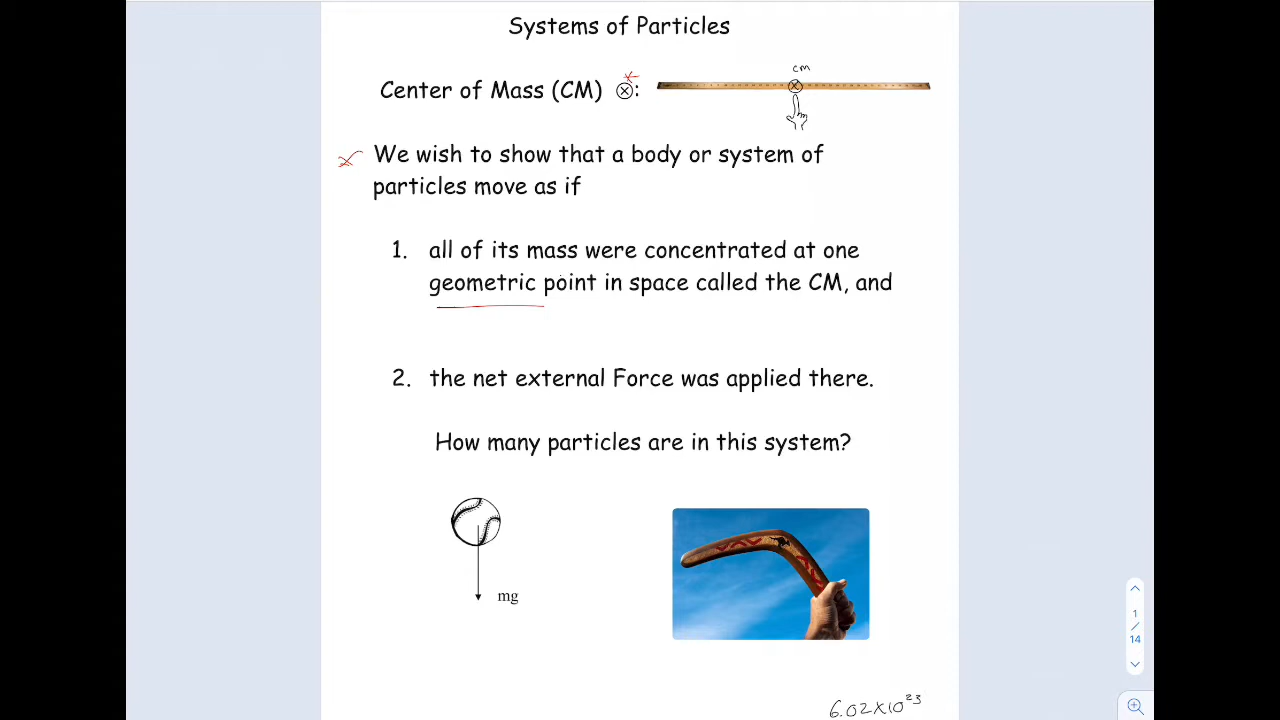 Systems of Particles
cm
Center of Mass (CM) ⊗:
We wish to show that a body or system of
particles move as if
1. all of its mass were concentrated at one
geometric point in space called the CM, and
2. the net external Force was applied there.
How many particles are in this system?
mg
1
/
14
6.02×10²³